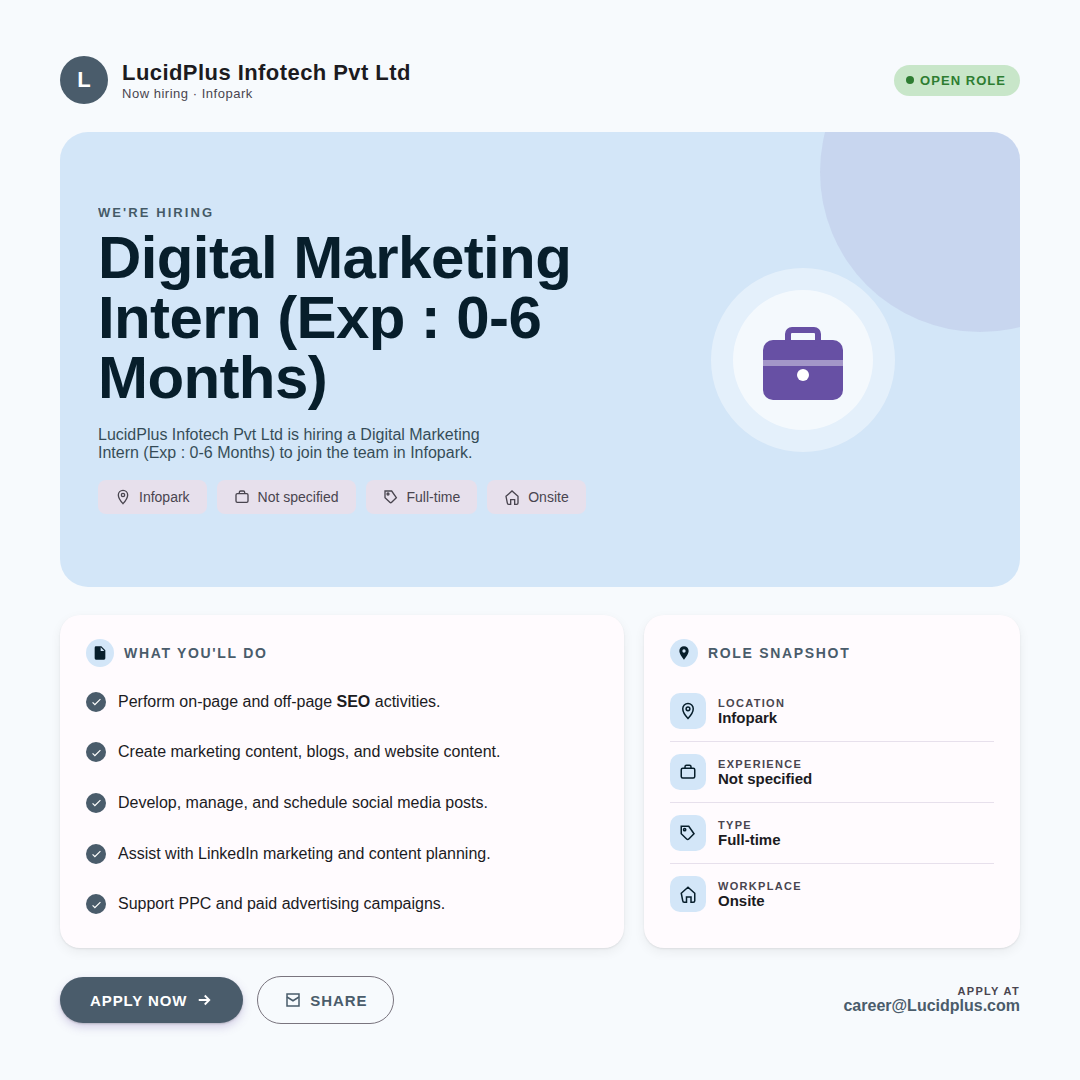 L
LucidPlus Infotech Pvt Ltd
Now hiring · Infopark
OPEN ROLE
WE'RE HIRING
Digital Marketing
Intern (Exp : 0-6
Months)
LucidPlus Infotech Pvt Ltd is hiring a Digital Marketing
Intern (Exp : 0-6 Months) to join the team in Infopark.
Infopark
Not specified
Full-time
Onsite
WHAT YOU'LL DO
Perform on-page and off-page SEO activities.
Create marketing content, blogs, and website content.
Develop, manage, and schedule social media posts.
Assist with LinkedIn marketing and content planning.
Support PPC and paid advertising campaigns.
ROLE SNAPSHOT
LOCATION
Infopark
EXPERIENCE
Not specified
TYPE
Full-time
WORKPLACE
Onsite
APPLY NOW
SHARE
APPLY AT
career@Lucidplus.com